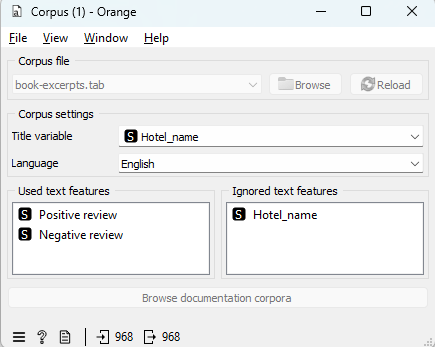 Corpus (1) - Orange
File View Window Help
Corpus file
book-excerpts.tab Browse Reload
Corpus settings
Title variable S Hotel_name
Language English
Used text features
S Positive review
S Negative review
Ignored text features
S Hotel_name
Browse documentation corpora
? 968 968